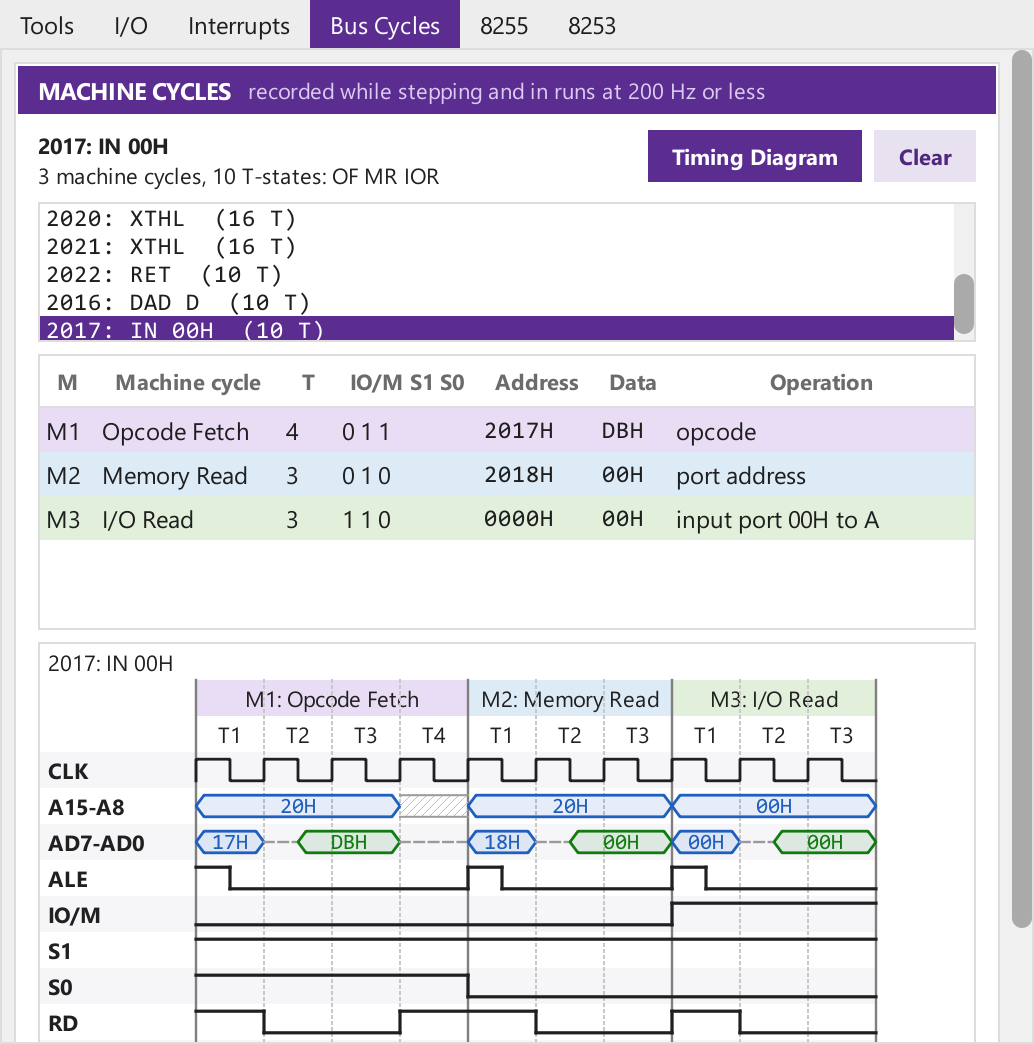 Tools I/O Interrupts Bus Cycles 8255 8253
MACHINE CYCLES recorded while stepping and in runs at 200 Hz or less
2017: IN 00H
3 machine cycles, 10 T-states: OF MR IOR
Timing Diagram Clear
2020: XTHL (16 T)
2021: XTHL (16 T)
2022: RET (10 T)
2016: DAD D (10 T)
2017: IN 00H (10 T)
M Machine cycle T IO/M S1 S0 Address Data Operation
M1 Opcode Fetch 4 0 1 1 2017H DBH opcode
M2 Memory Read 3 0 1 0 2018H 00H port address
M3 I/O Read 3 1 1 0 0000H 00H input port 00H to A
2017: IN 00H
M1: Opcode Fetch M2: Memory Read M3: I/O Read
T1 T2 T3 T4 T1 T2 T3 T1 T2 T3
CLK
A15-A8 20H 20H 00H
AD7-AD0 17H DBH 18H 00H 00H 00H
ALE
IO/M
S1
S0
RD